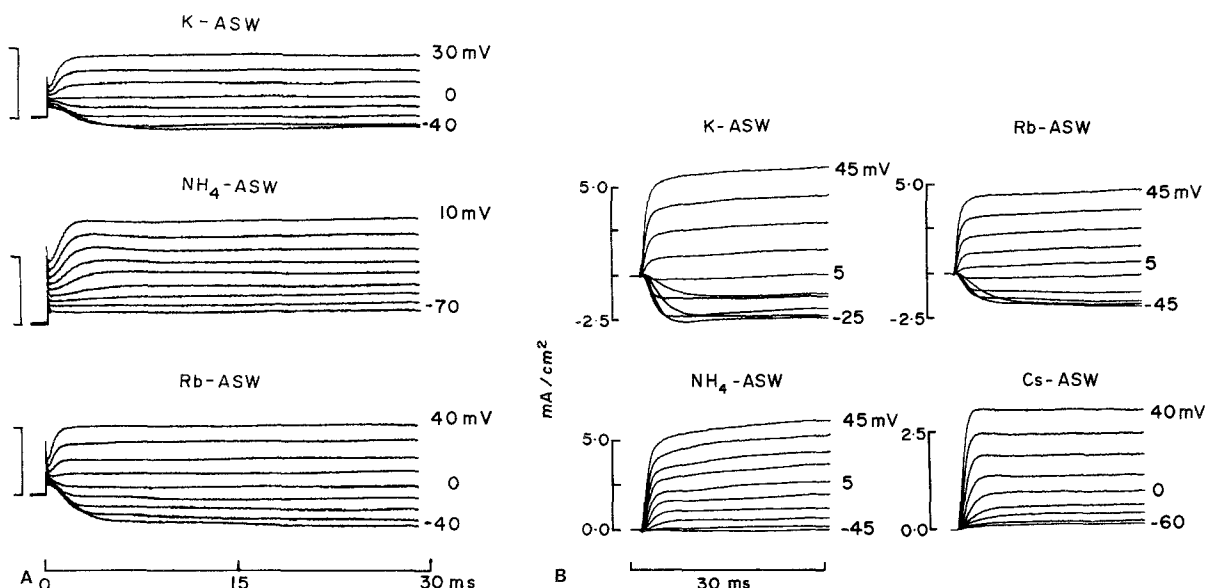 K-ASW
30 mV
0
-40
NH4-ASW
10 mV
-70
Rb-ASW
40 mV
0
-40
A 0 15 30 ms
K-ASW
5·0
-2·5
45 mV
5
-25
Rb-ASW
5·0
-2·5
45 mV
5
-45
mA/cm2
NH4-ASW
5·0
0·0
45 mV
5
-45
Cs-ASW
2·5
0·0
40 mV
0
-60
B 30 ms